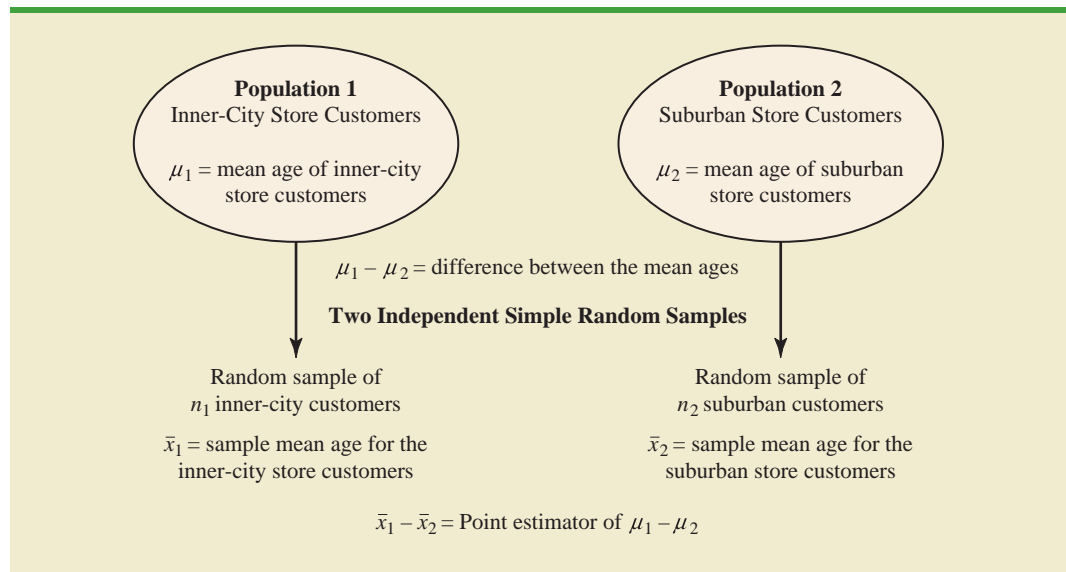 Population 1
Inner-City Store Customers
μ1 = mean age of inner-city
store customers
Population 2
Suburban Store Customers
μ2 = mean age of suburban
store customers
μ1 – μ2 = difference between the mean ages
Two Independent Simple Random Samples
Random sample of
n1 inner-city customers
x̄1 = sample mean age for the
inner-city store customers
Random sample of
n2 suburban customers
x̄2 = sample mean age for the
suburban store customers
x̄1 – x̄2 = Point estimator of μ1 – μ2